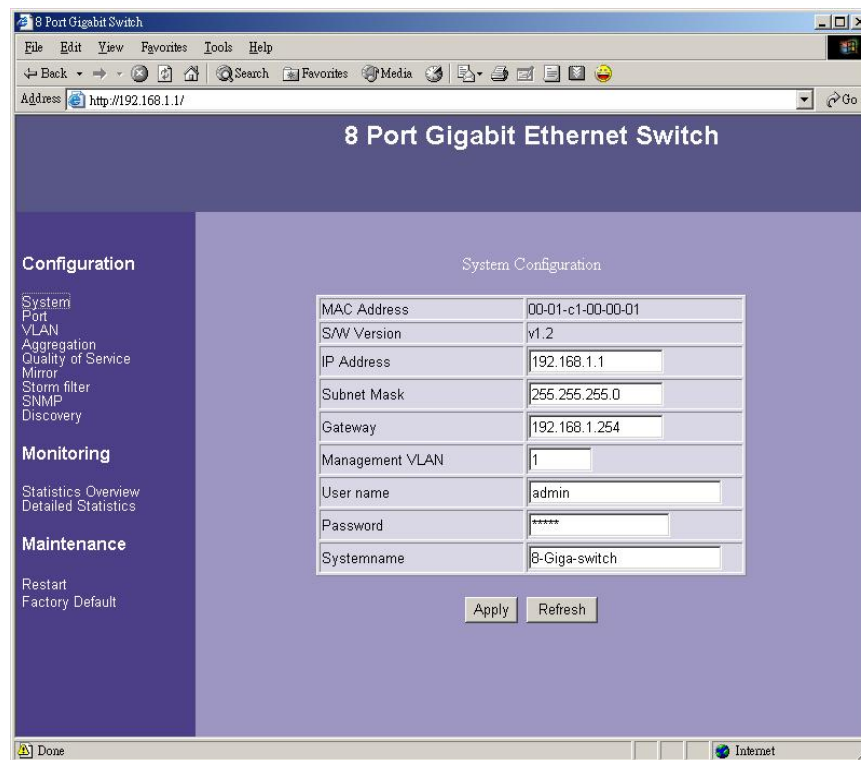 8 Port Gigabit Switch
File Edit View Favorites Tools Help
Back Search Favorites Media
Address http://192.168.1.1/ Go
8 Port Gigabit Ethernet Switch
Configuration
System
Port
VLAN
Aggregation
Quality of Service
Mirror
Storm filter
SNMP
Discovery
Monitoring
Statistics Overview
Detailed Statistics
Maintenance
Restart
Factory Default
System Configuration
MAC Address 00-01-c1-00-00-01
S/W Version v1.2
IP Address 192.168.1.1
Subnet Mask 255.255.255.0
Gateway 192.168.1.254
Management VLAN 1
User name admin
Password *****
Systemname 8-Giga-switch
Apply Refresh
Done Internet